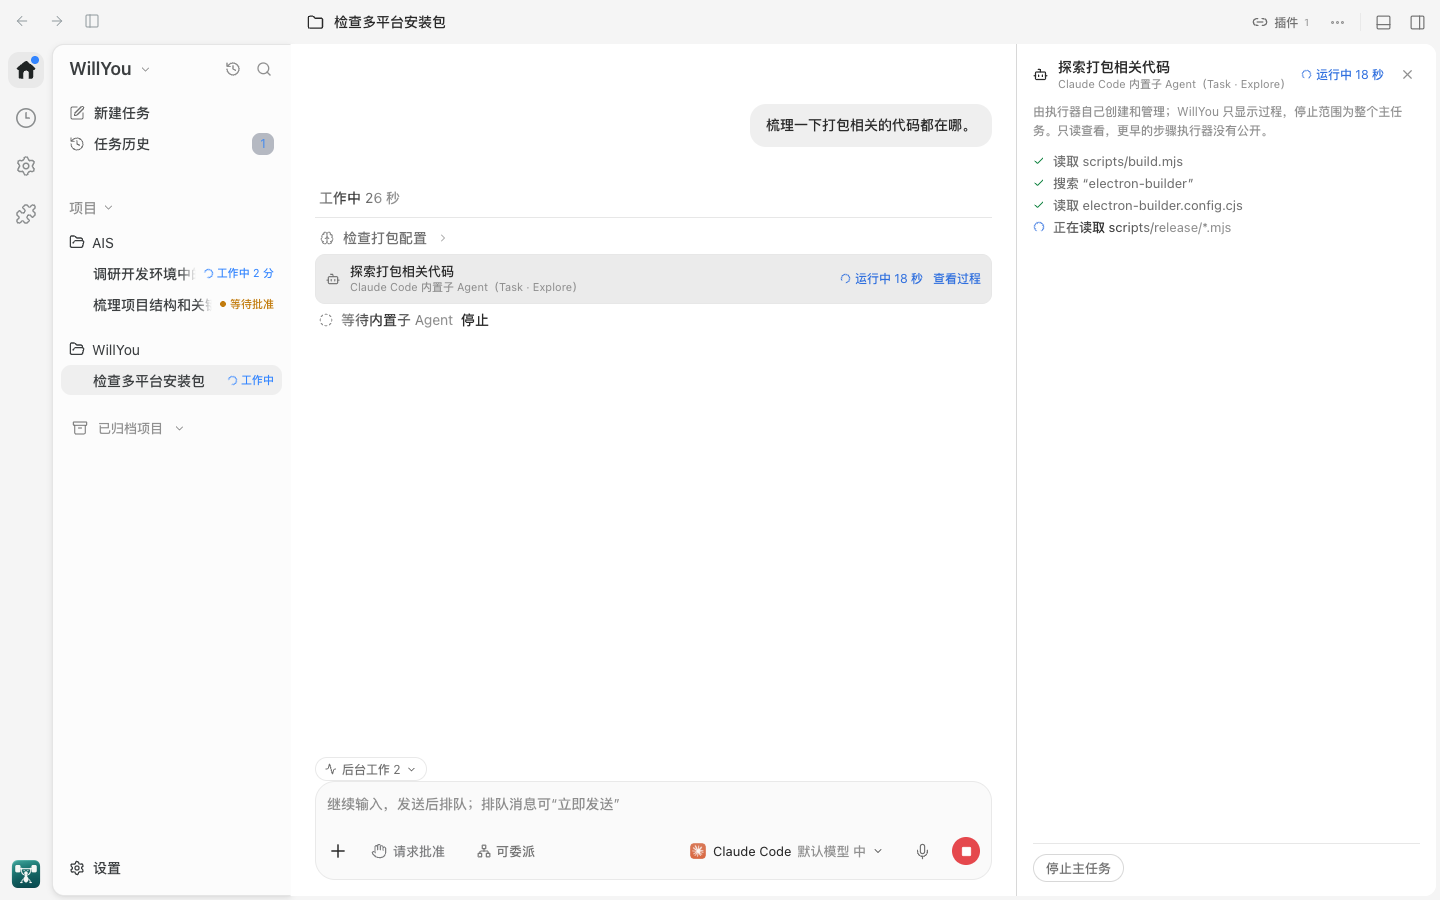 检查多平台安装包
插件 1
WillYou
新建任务
任务历史 1
项目
AIS
调研开发环境中 工作中 2 分
梳理项目结构和关 等待批准
WillYou
检查多平台安装包 工作中
已归档项目
设置
梳理一下打包相关的代码都在哪。
工作中 26 秒
检查打包配置
探索打包相关代码
Claude Code 内置子 Agent（Task · Explore）
运行中 18 秒 查看过程
等待内置子 Agent 停止
后台工作 2
继续输入，发送后排队；排队消息可“立即发送”
请求批准 可委派 Claude Code 默认模型 中
探索打包相关代码
Claude Code 内置子 Agent（Task · Explore）
运行中 18 秒
由执行器自己创建和管理；WillYou 只显示过程，停止范围为整个主任
务。只读查看，更早的步骤执行器没有公开。
读取 scripts/build.mjs
搜索 “electron-builder”
读取 electron-builder.config.cjs
正在读取 scripts/release/*.mjs
停止主任务